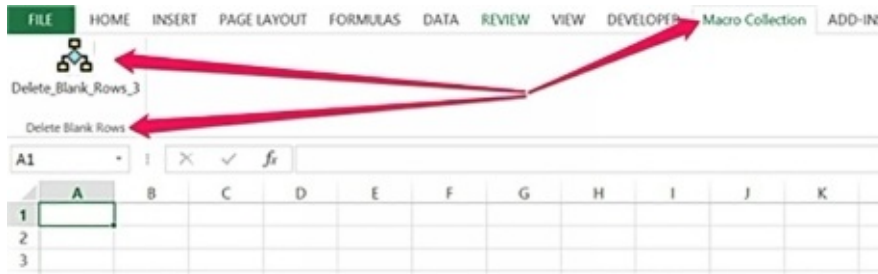 FILE HOME INSERT PAGE LAYOUT FORMULAS DATA REVIEW VIEW DEVELOPER Macro Collection ADD-INS
Delete_Blank_Rows_3
Delete Blank Rows
A1 fx
A B C D E F G H I J K
1
2
3